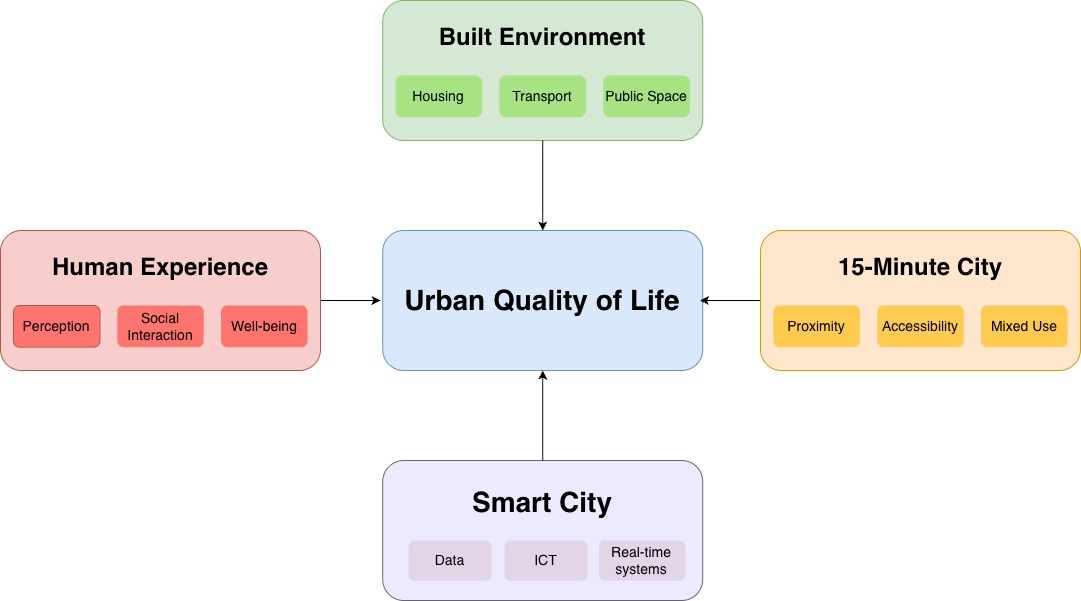 Built Environment
Housing
Transport
Public Space
Human Experience
Perception
Social
Interaction
Well-being
Urban Quality of Life
15-Minute City
Proximity
Accessibility
Mixed Use
Smart City
Data
ICT
Real-time
systems